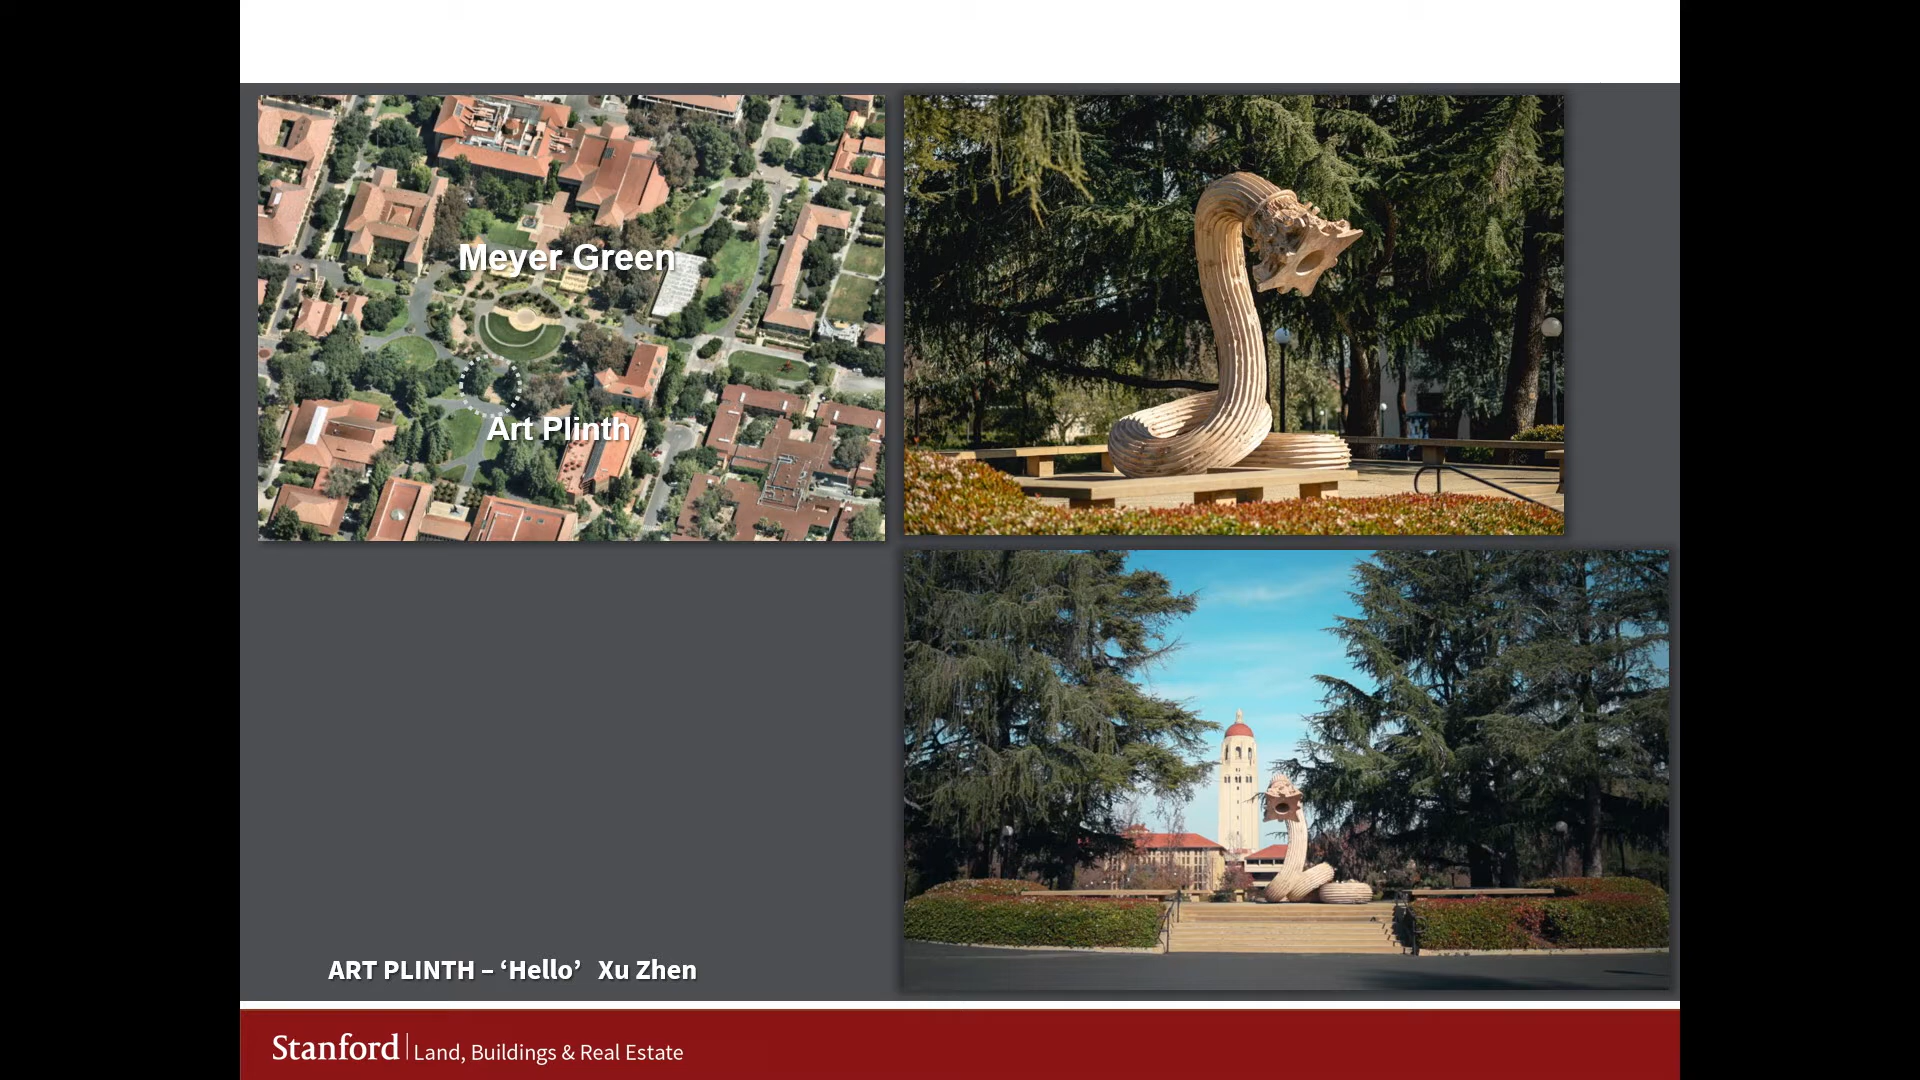 Meyer Green
Art Plinth
ART PLINTH – ‘Hello’ Xu Zhen
Stanford | Land, Buildings & Real Estate